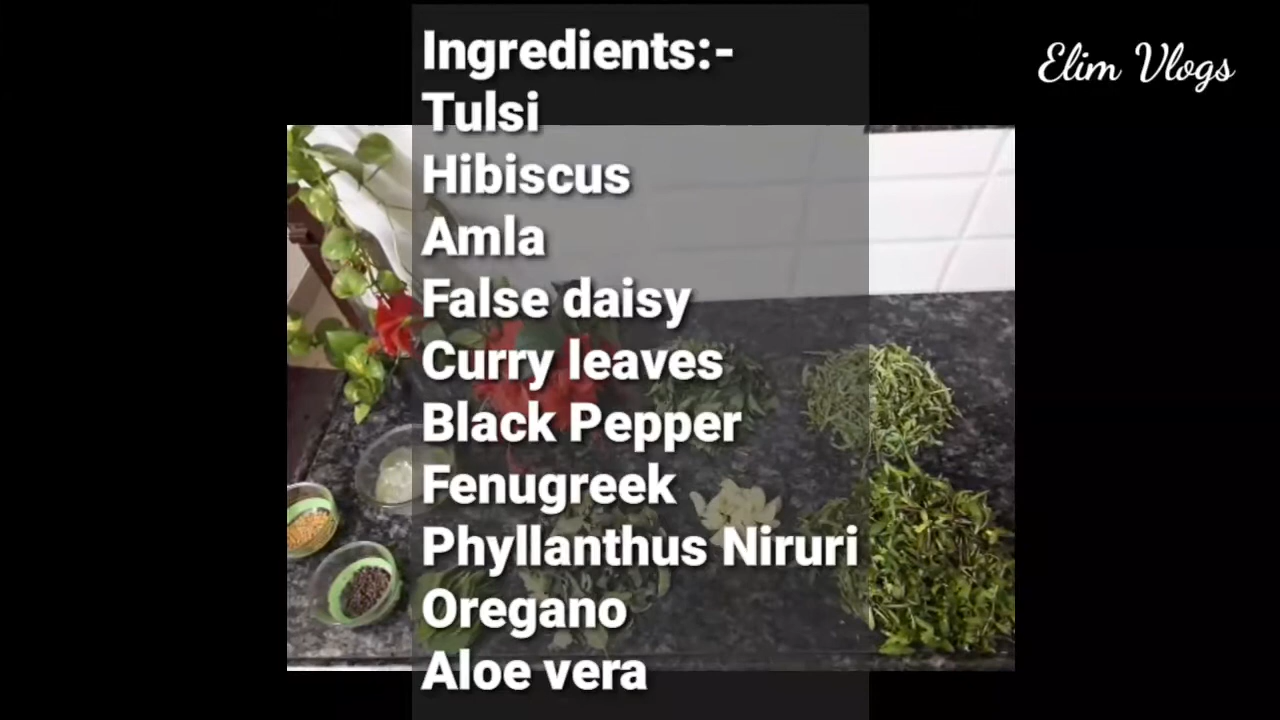 Ingredients:-
Tulsi
Hibiscus
Amla
False daisy
Curry leaves
Black Pepper
Fenugreek
Phyllanthus Niruri
Oregano
Aloe vera
Elim Vlogs